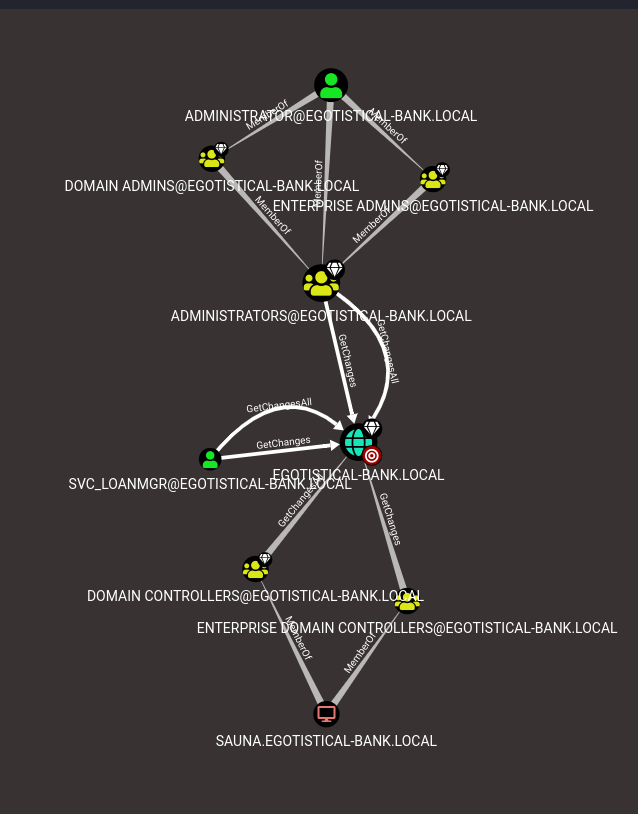 MemberOf
MemberOf
ADMINISTRATOR@EGOTISTICAL-BANK.LOCAL
DOMAIN ADMINS@EGOTISTICAL-BANK.LOCAL
MemberOf
ENTERPRISE ADMINS@EGOTISTICAL-BANK.LOCAL
MemberOf
MemberOf
ADMINISTRATORS@EGOTISTICAL-BANK.LOCAL
GetChanges
GetChangesAll
GetChangesAll
GetChanges
EGOTISTICAL-BANK.LOCAL
SVC_LOANMGR@EGOTISTICAL-BANK.LOCAL
GetChanges
DOMAIN CONTROLLERS@EGOTISTICAL-BANK.LOCAL
ENTERPRISE DOMAIN CONTROLLERS@EGOTISTICAL-BANK.LOCAL
MemberOf
MemberOf
SAUNA.EGOTISTICAL-BANK.LOCAL